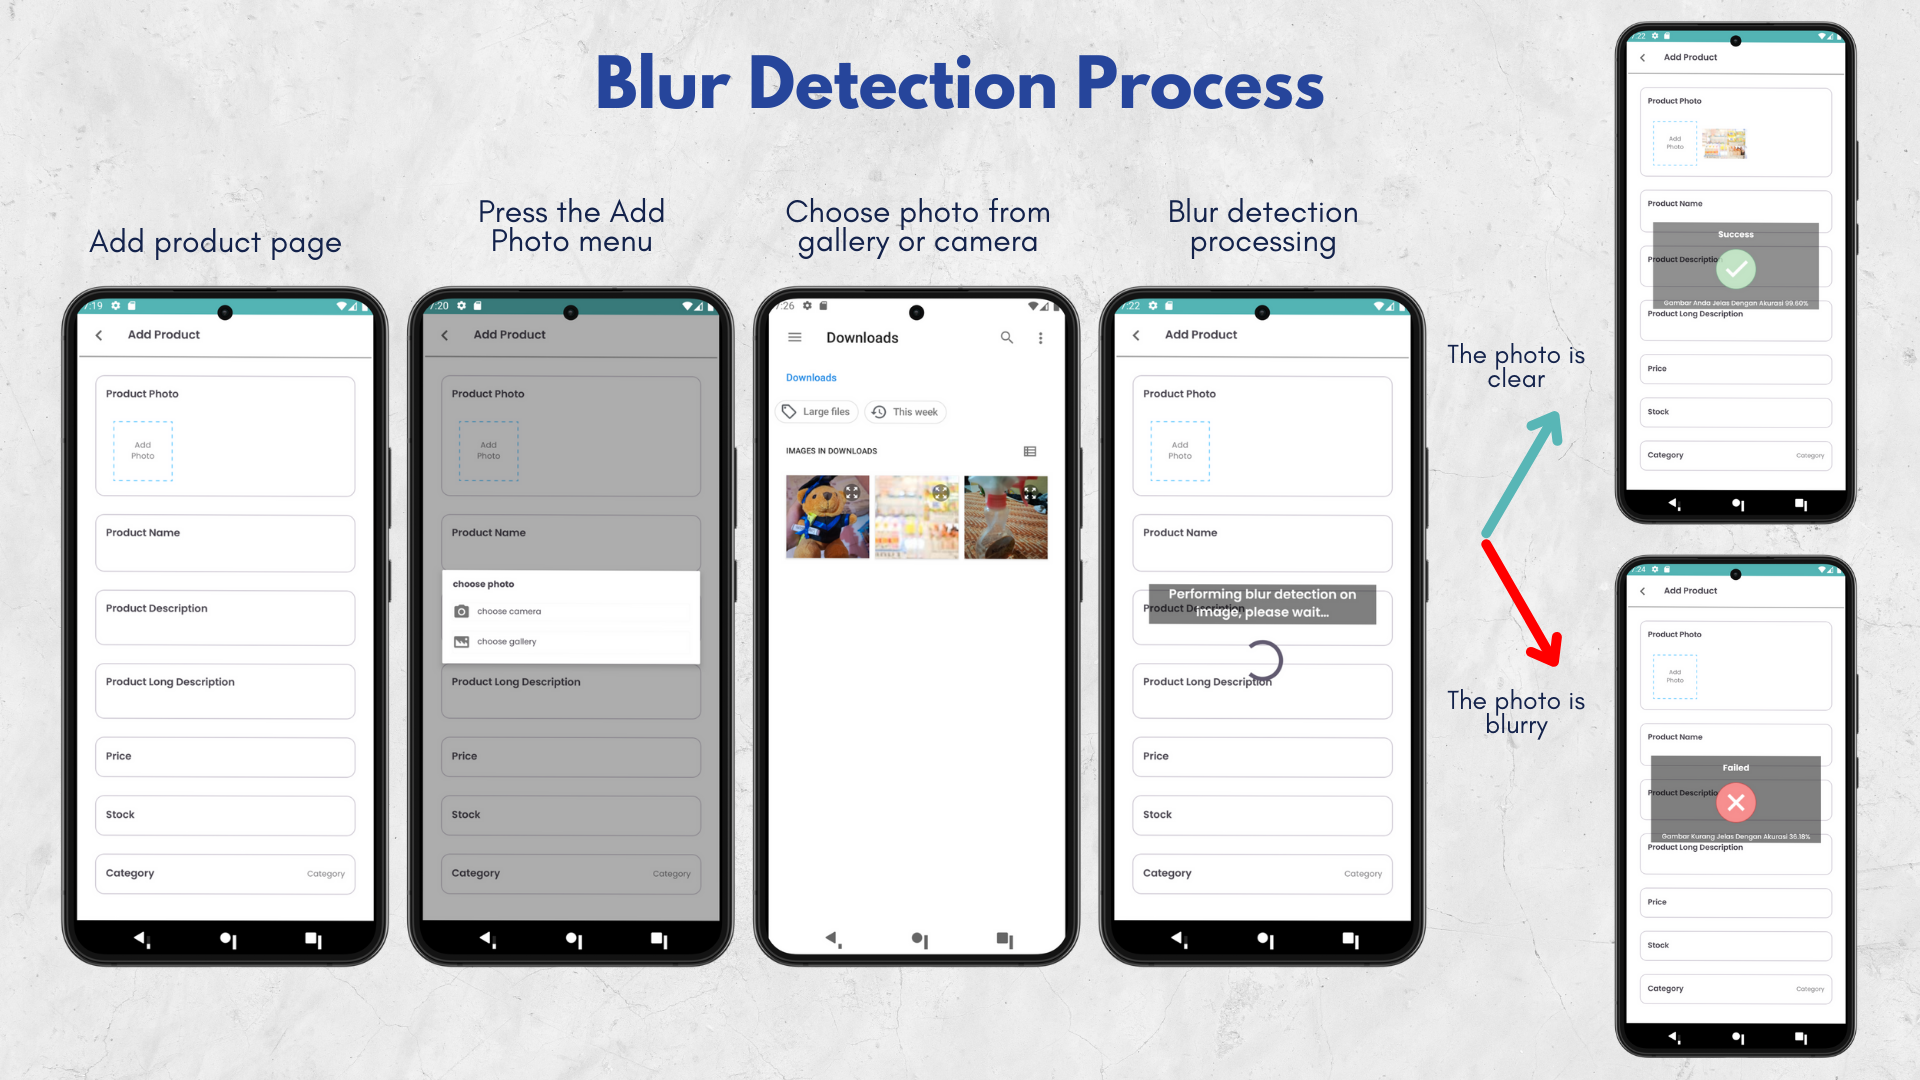 Blur Detection Process
Add product page
7:19
Add Product
Product Photo
Add
Photo
Product Name
Product Description
Product Long Description
Price
Stock
Category
Category
Press the Add
Photo menu
7:20
Add Product
Product Photo
Add
Photo
Product Name
choose photo
choose camera
choose gallery
Product Long Description
Price
Stock
Category
Category
Choose photo from
gallery or camera
7:26
Downloads
Downloads
Large files
This week
IMAGES IN DOWNLOADS
Blur detection
processing
7:22
Add Product
Product Photo
Add
Photo
Product Name
Performing blur detection on
image, please wait...
Product Description
Product Long Description
Price
Stock
Category
Category
The photo is
clear
7:22
Add Product
Product Photo
Add
Photo
Product Name
Success
Product Descriptio
Gambar Anda Jelas Dengan Akurasi 99.60%
Product Long Description
Price
Stock
Category
Category
The photo is
blurry
7:24
Add Product
Product Photo
Add
Photo
Product Name
Failed
Product Descriptio
Gambar Kurang Jelas Dengan Akurasi 36.18%
Product Long Description
Price
Stock
Category
Category